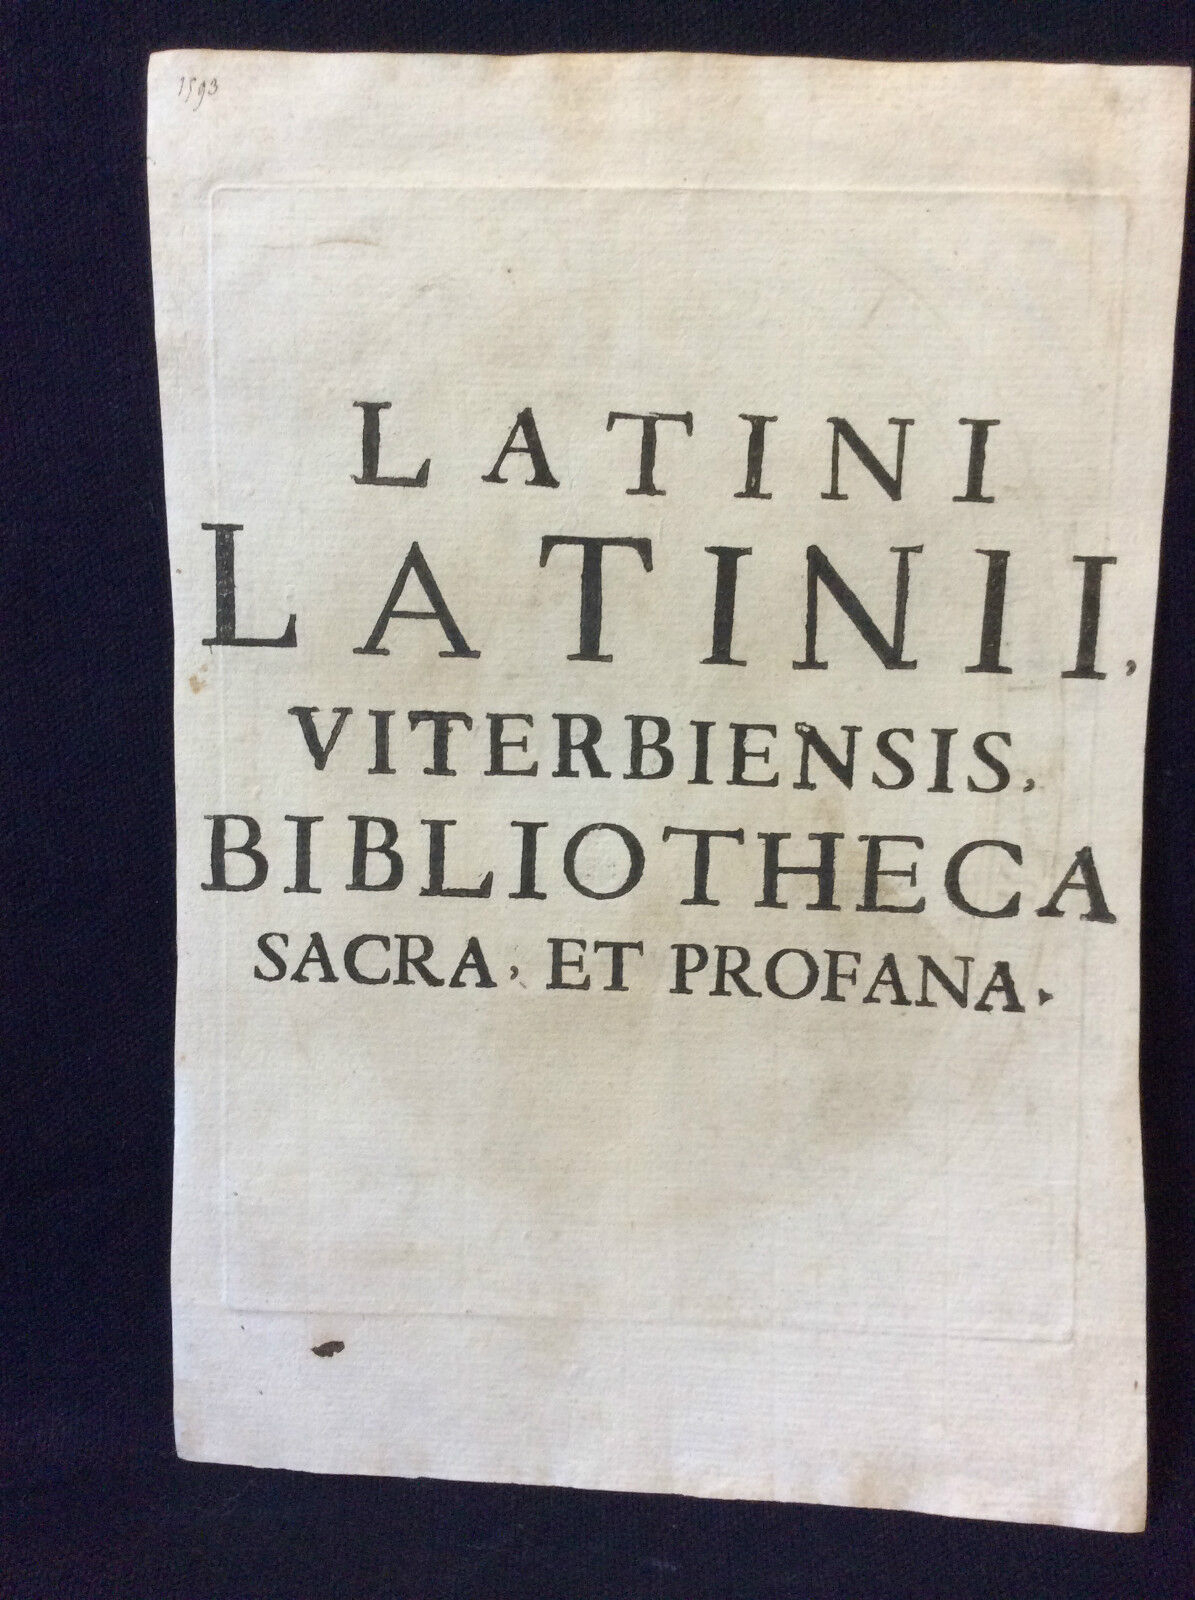 1593
LATINI
LATINII,
VITERBIENSIS,
BIBLIOTHECA
SACRA, ET PROFANA.